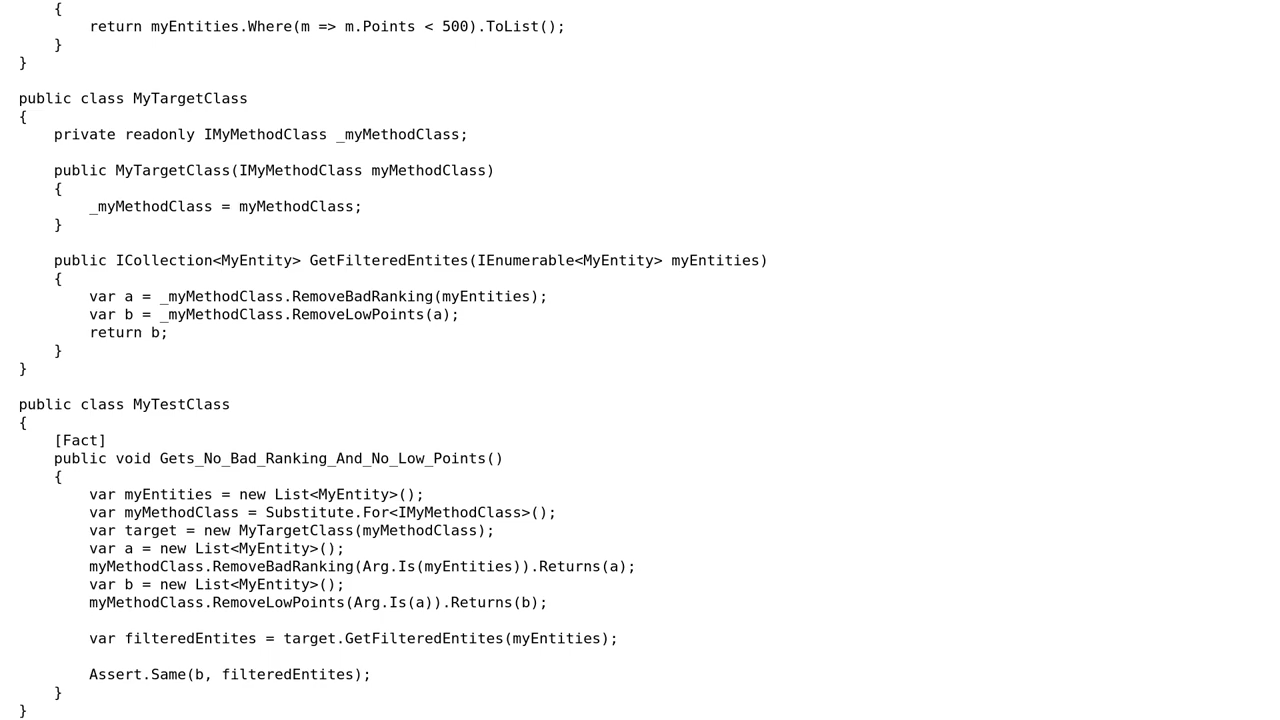 {
return myEntities.Where(m => m.Points < 500).ToList();
}
}
public class MyTargetClass
{
private readonly IMyMethodClass _myMethodClass;
public MyTargetClass(IMyMethodClass myMethodClass)
{
_myMethodClass = myMethodClass;
}
public ICollection<MyEntity> GetFilteredEntites(IEnumerable<MyEntity> myEntities)
{
var a = _myMethodClass.RemoveBadRanking(myEntities);
var b = _myMethodClass.RemoveLowPoints(a);
return b;
}
}
public class MyTestClass
{
[Fact]
public void Gets_No_Bad_Ranking_And_No_Low_Points()
{
var myEntities = new List<MyEntity>();
var myMethodClass = Substitute.For<IMyMethodClass>();
var target = new MyTargetClass(myMethodClass);
var a = new List<MyEntity>();
myMethodClass.RemoveBadRanking(Arg.Is(myEntities)).Returns(a);
var b = new List<MyEntity>();
myMethodClass.RemoveLowPoints(Arg.Is(a)).Returns(b);
var filteredEntites = target.GetFilteredEntites(myEntities);
Assert.Same(b, filteredEntites);
}
}